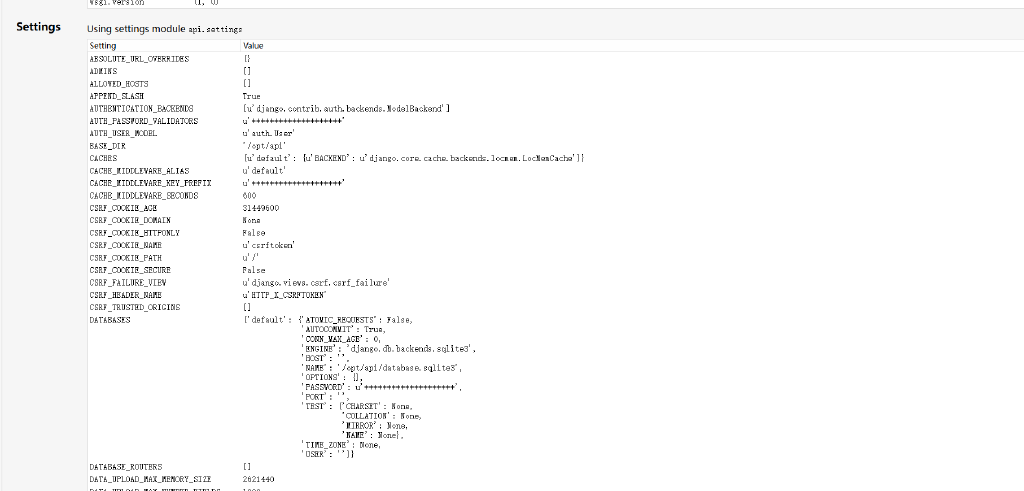 wsgi.version (1, 0)
Settings
Using settings module api.settings
Setting Value
ABSOLUTE_URL_OVERRIDES {}
ADMINS []
ALLOWED_HOSTS []
APPEND_SLASH True
AUTHENTICATION_BACKENDS [u'django.contrib.auth.backends.ModelBackend']
AUTH_PASSWORD_VALIDATORS u'********************'
AUTH_USER_MODEL u'auth.User'
BASE_DIR '/opt/api'
CACHES {u'default': {u'BACKEND': u'django.core.cache.backends.locmem.LocMemCache'}}
CACHE_MIDDLEWARE_ALIAS u'default'
CACHE_MIDDLEWARE_KEY_PREFIX u'********************'
CACHE_MIDDLEWARE_SECONDS 600
CSRF_COOKIE_AGE 31449600
CSRF_COOKIE_DOMAIN None
CSRF_COOKIE_HTTPONLY False
CSRF_COOKIE_NAME u'csrftoken'
CSRF_COOKIE_PATH u'/'
CSRF_COOKIE_SECURE False
CSRF_FAILURE_VIEW u'django.views.csrf.csrf_failure'
CSRF_HEADER_NAME u'HTTP_X_CSRFTOKEN'
CSRF_TRUSTED_ORIGINS []
DATABASES {'default': {'ATOMIC_REQUESTS': False,
'AUTOCOMMIT': True,
'CONN_MAX_AGE': 0,
'ENGINE': 'django.db.backends.sqlite3',
'HOST': '',
'NAME': '/opt/api/database.sqlite3',
'OPTIONS': {},
'PASSWORD': u'********************',
'PORT': '',
'TEST': {'CHARSET': None,
'COLLATION': None,
'MIRROR': None,
'NAME': None},
'TIME_ZONE': None,
'USER': ''}}
DATABASE_ROUTERS []
DATA_UPLOAD_MAX_MEMORY_SIZE 2621440
DATA_UPLOAD_MAX_NUMBER_FIELDS 1000